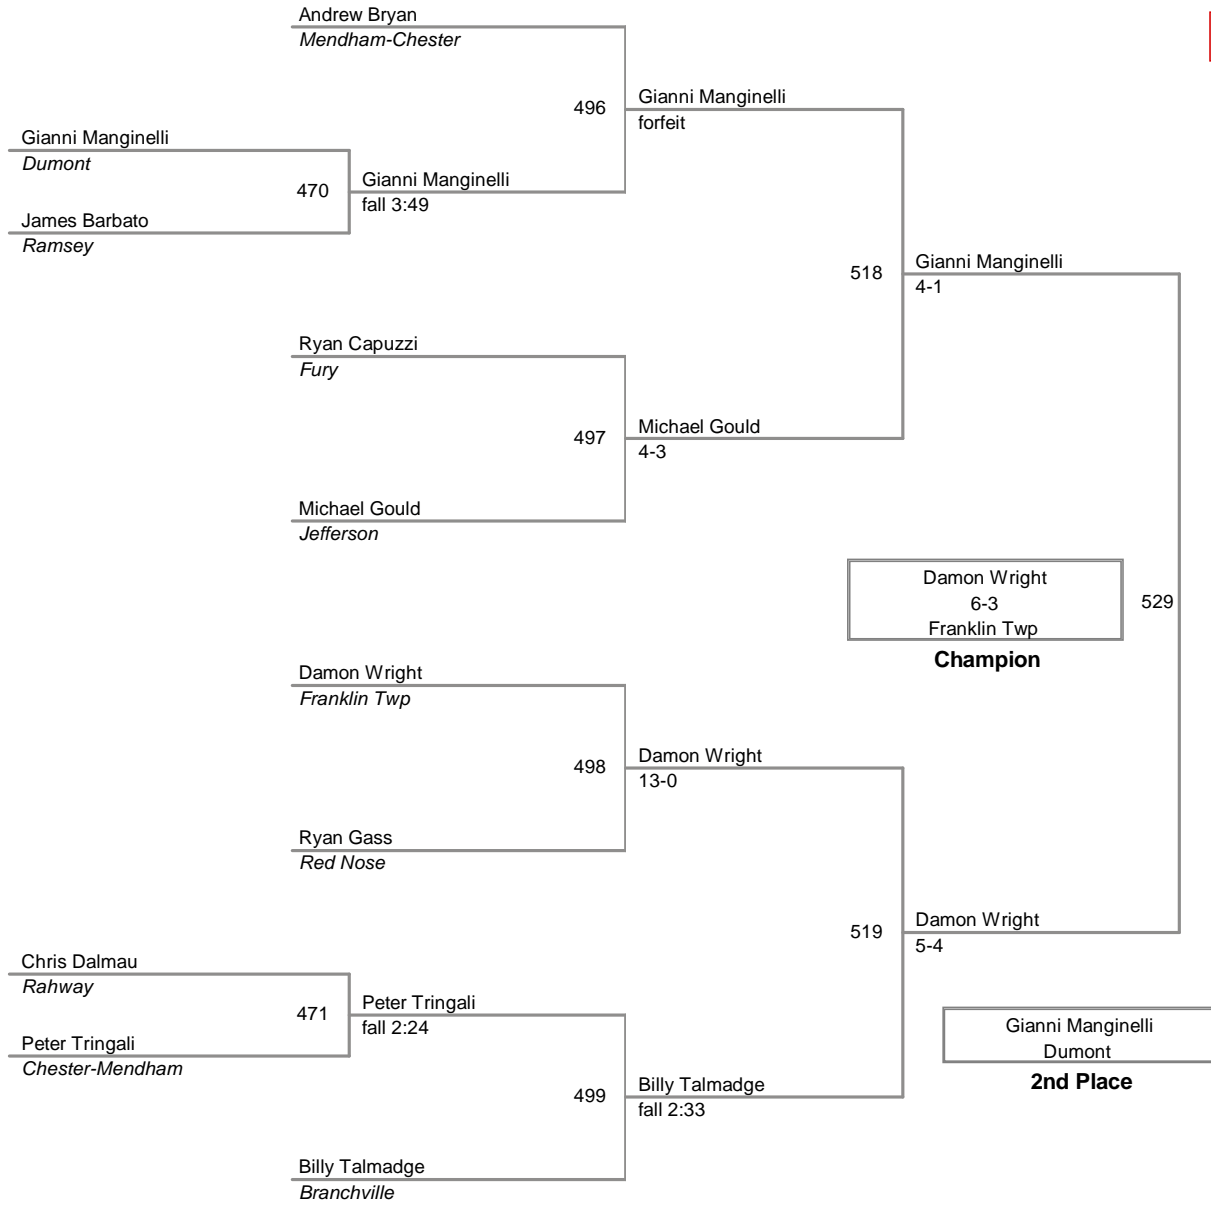 Andrew Bryan
Mendham-Chester
496
Gianni Manginelli
forfeit
Gianni Manginelli
Dumont
470
Gianni Manginelli
fall 3:49
James Barbato
Ramsey
518
Gianni Manginelli
4-1
Ryan Capuzzi
Fury
497
Michael Gould
4-3
Michael Gould
Jefferson
Damon Wright
6-3
Franklin Twp
Champion
529
Damon Wright
Franklin Twp
498
Damon Wright
13-0
Ryan Gass
Red Nose
519
Damon Wright
5-4
Chris Dalmau
Rahway
471
Peter Tringali
fall 2:24
Peter Tringali
Chester-Mendham
Gianni Manginelli
Dumont
2nd Place
499
Billy Talmadge
fall 2:33
Billy Talmadge
Branchville